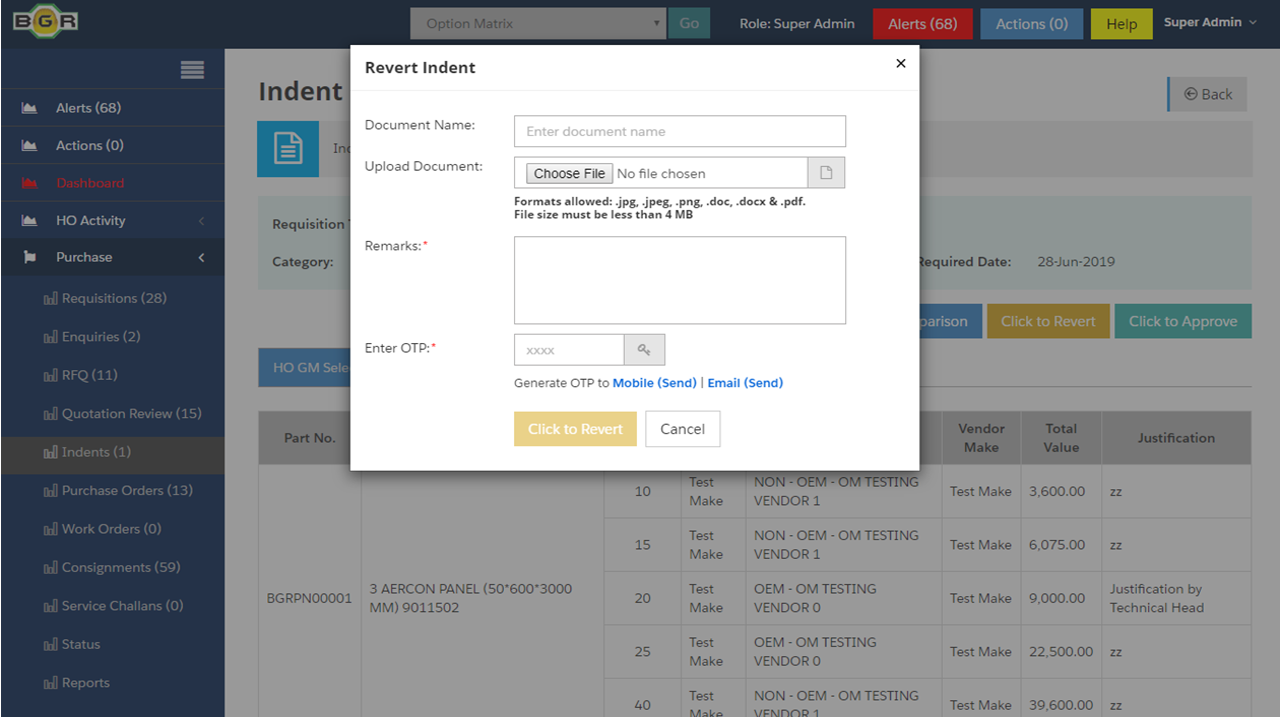 BGR
Option Matrix
Go
Role: Super Admin
Alerts (68)
Actions (0)
Help
Super Admin
Alerts (68)
Actions (0)
Dashboard
HO Activity
Purchase
Requisitions (28)
Enquiries (2)
RFQ (11)
Quotation Review (15)
Indents (1)
Purchase Orders (13)
Work Orders (0)
Consignments (59)
Service Challans (0)
Status
Reports
Indent
Back
Requisition
Category:
Required Date: 28-Jun-2019
Click to Revert
Click to Approve
HO GM
Revert Indent
×
Document Name:
Enter document name
Upload Document:
Choose File No file chosen
Formats allowed: .jpg, .jpeg, .png, .doc, .docx & .pdf.
File size must be less than 4 MB
Remarks:*
Enter OTP:*
xxxx
Generate OTP to Mobile (Send) | Email (Send)
Click to Revert
Cancel
Part No.
Vendor
Make
Total
Value
Justification
BGRPN00001
3 AERCON PANEL (50*600*3000
MM) 9011502
10
Test
Make
NON - OEM - OM TESTING
VENDOR 1
Test Make
3,600.00
zz
15
Test
Make
NON - OEM - OM TESTING
VENDOR 1
Test Make
6,075.00
zz
20
Test
Make
OEM - OM TESTING
VENDOR 0
Test Make
9,000.00
Justification by
Technical Head
25
Test
Make
OEM - OM TESTING
VENDOR 0
Test Make
22,500.00
zz
40
Test
Make
NON - OEM - OM TESTING
VENDOR 1
Test Make
39,600.00
zz